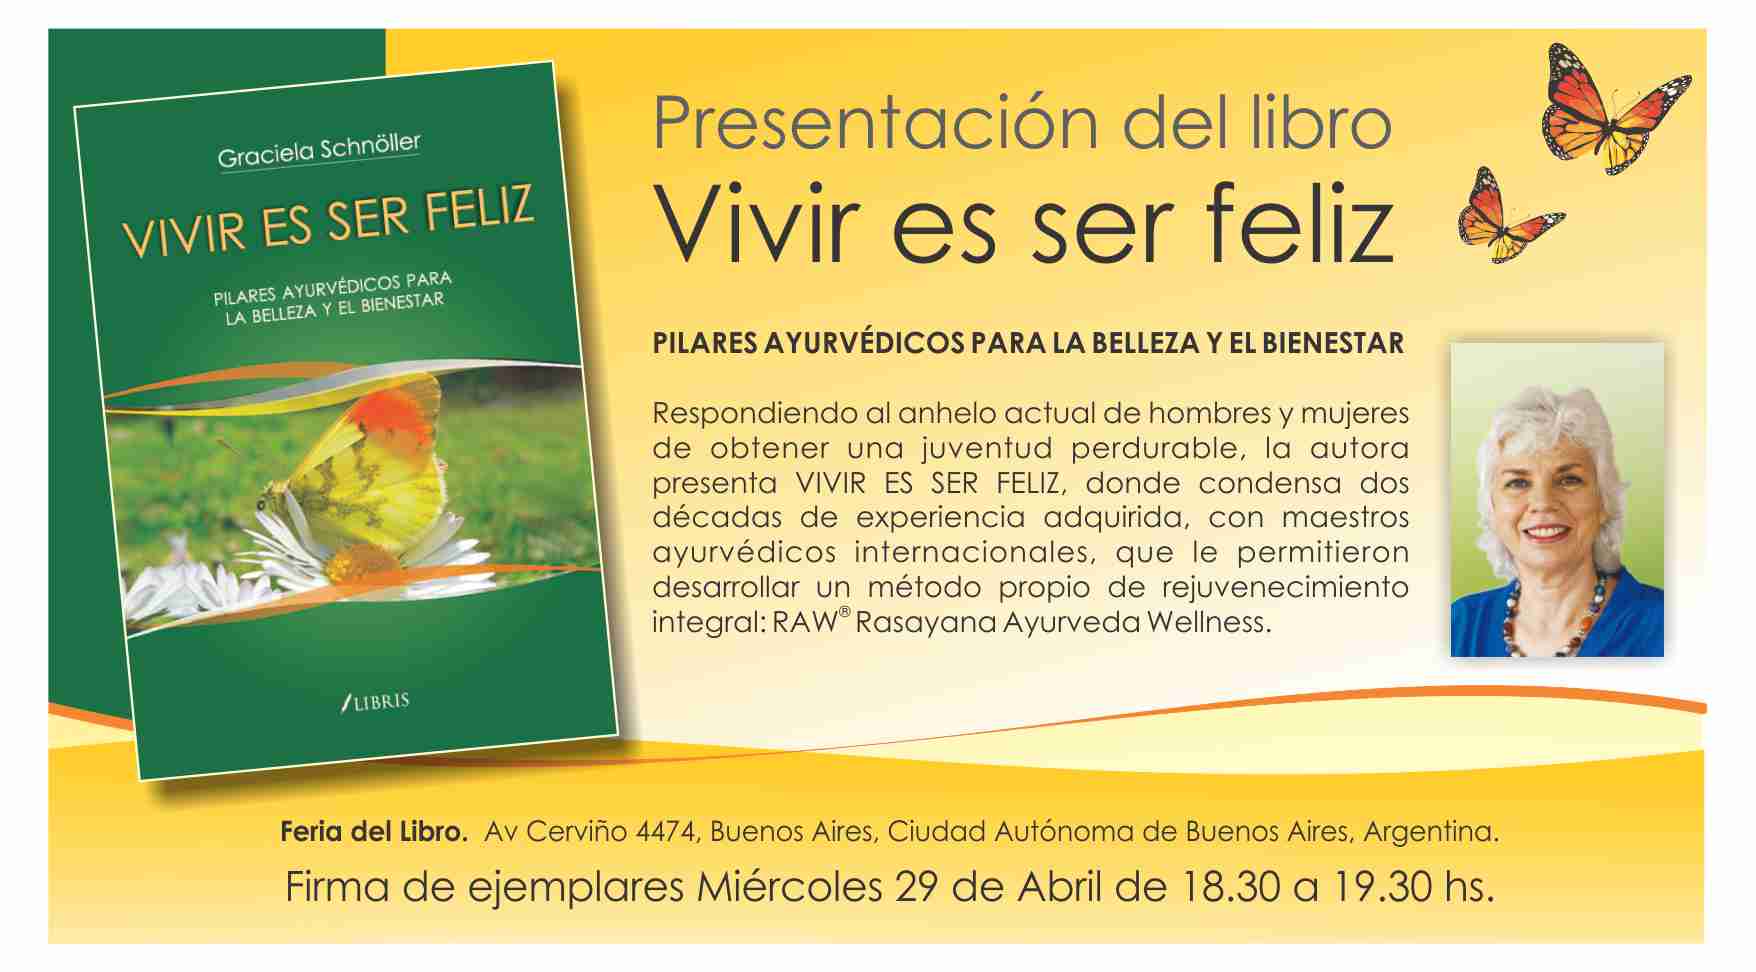 Graciela Schnöller
VIVIR ES SER FELIZ
PILARES AYURVÉDICOS PARA
LA BELLEZA Y EL BIENESTAR
LIBRIS
Presentación del libro
Vivir es ser feliz
PILARES AYURVÉDICOS PARA LA BELLEZA Y EL BIENESTAR
Respondiendo al anhelo actual de hombres y mujeres
de obtener una juventud perdurable, la autora
presenta VIVIR ES SER FELIZ, donde condensa dos
décadas de experiencia adquirida, con maestros
ayurvédicos internacionales, que le permitieron
desarrollar un método propio de rejuvenecimiento
integral: RAW® Rasayana Ayurveda Wellness.
Feria del Libro. Av Cerviño 4474, Buenos Aires, Ciudad Autónoma de Buenos Aires, Argentina.
Firma de ejemplares Miércoles 29 de Abril de 18.30 a 19.30 hs.